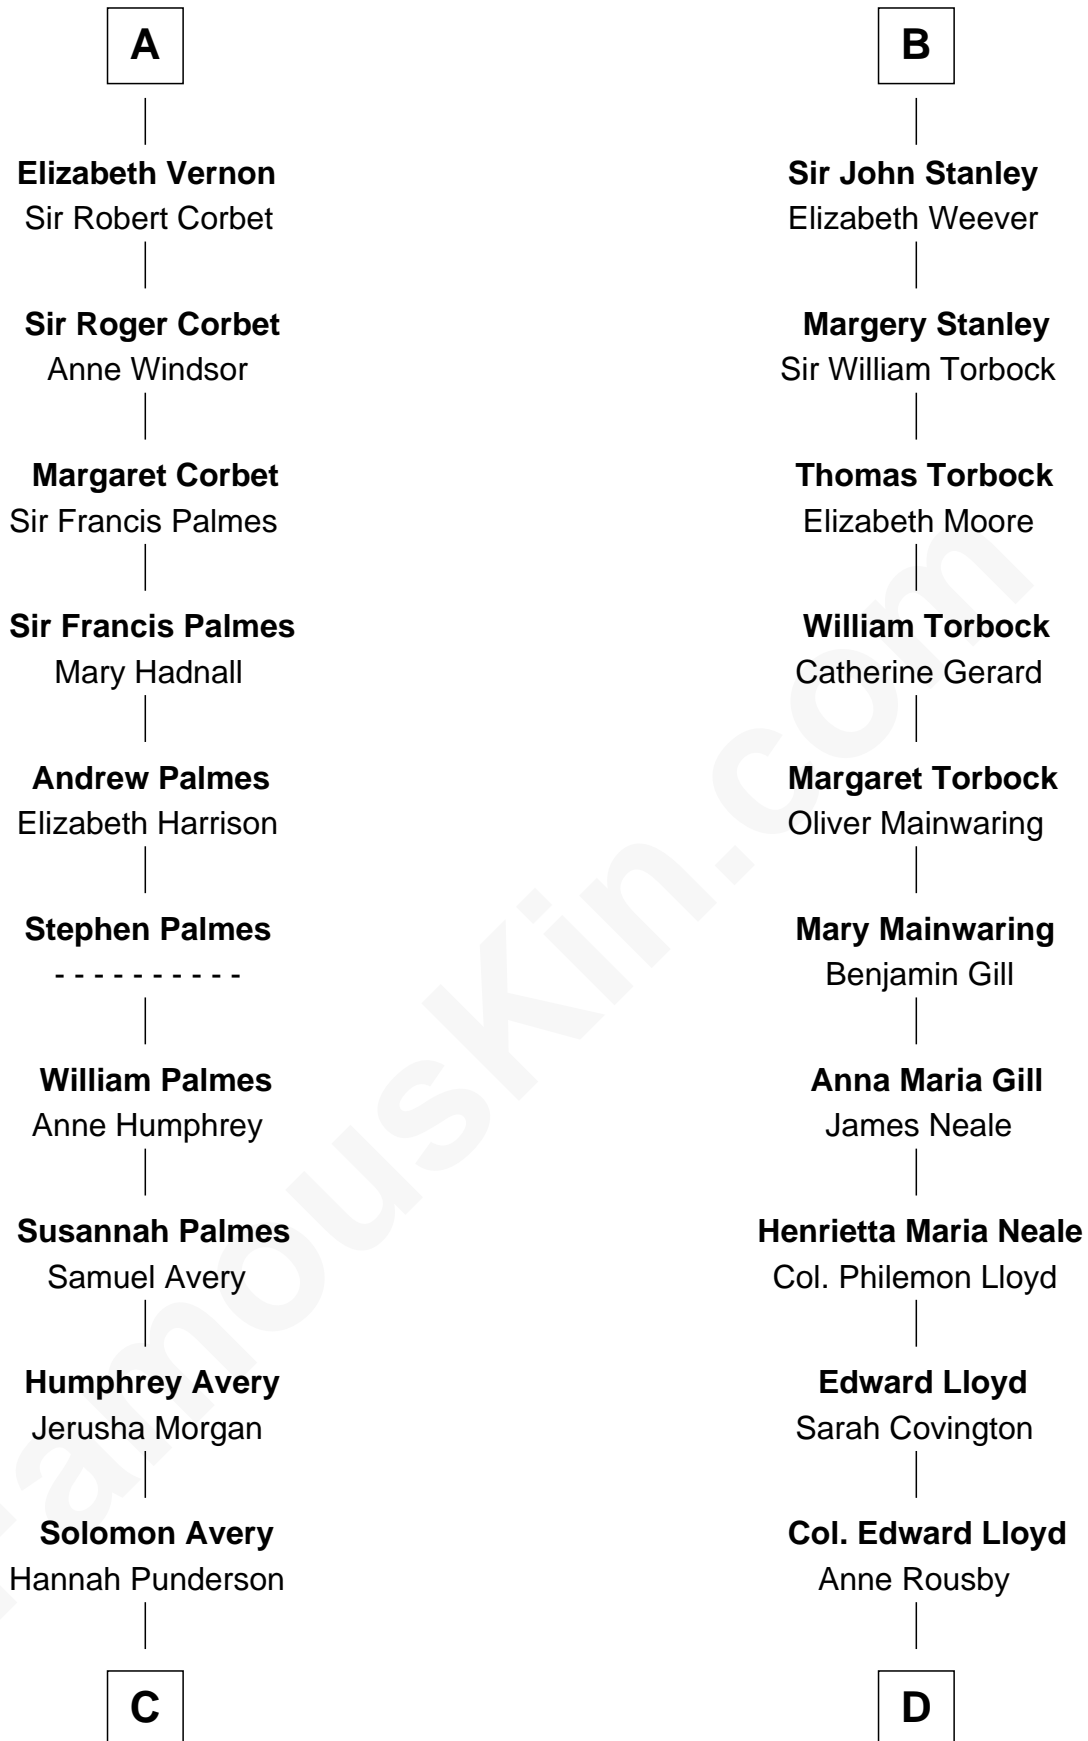 A
Elizabeth Vernon
Sir Robert Corbet
Sir Roger Corbet
Anne Windsor
Margaret Corbet
Sir Francis Palmes
Sir Francis Palmes
Mary Hadnall
Andrew Palmes
Elizabeth Harrison
Stephen Palmes
- - - - - - - - - -
William Palmes
Anne Humphrey
Susannah Palmes
Samuel Avery
Humphrey Avery
Jerusha Morgan
Solomon Avery
Hannah Punderson
C
B
Sir John Stanley
Elizabeth Weever
Margery Stanley
Sir William Torbock
Thomas Torbock
Elizabeth Moore
William Torbock
Catherine Gerard
Margaret Torbock
Oliver Mainwaring
Mary Mainwaring
Benjamin Gill
Anna Maria Gill
James Neale
Henrietta Maria Neale
Col. Philemon Lloyd
Edward Lloyd
Sarah Covington
Col. Edward Lloyd
Anne Rousby
D
FamousKin.com